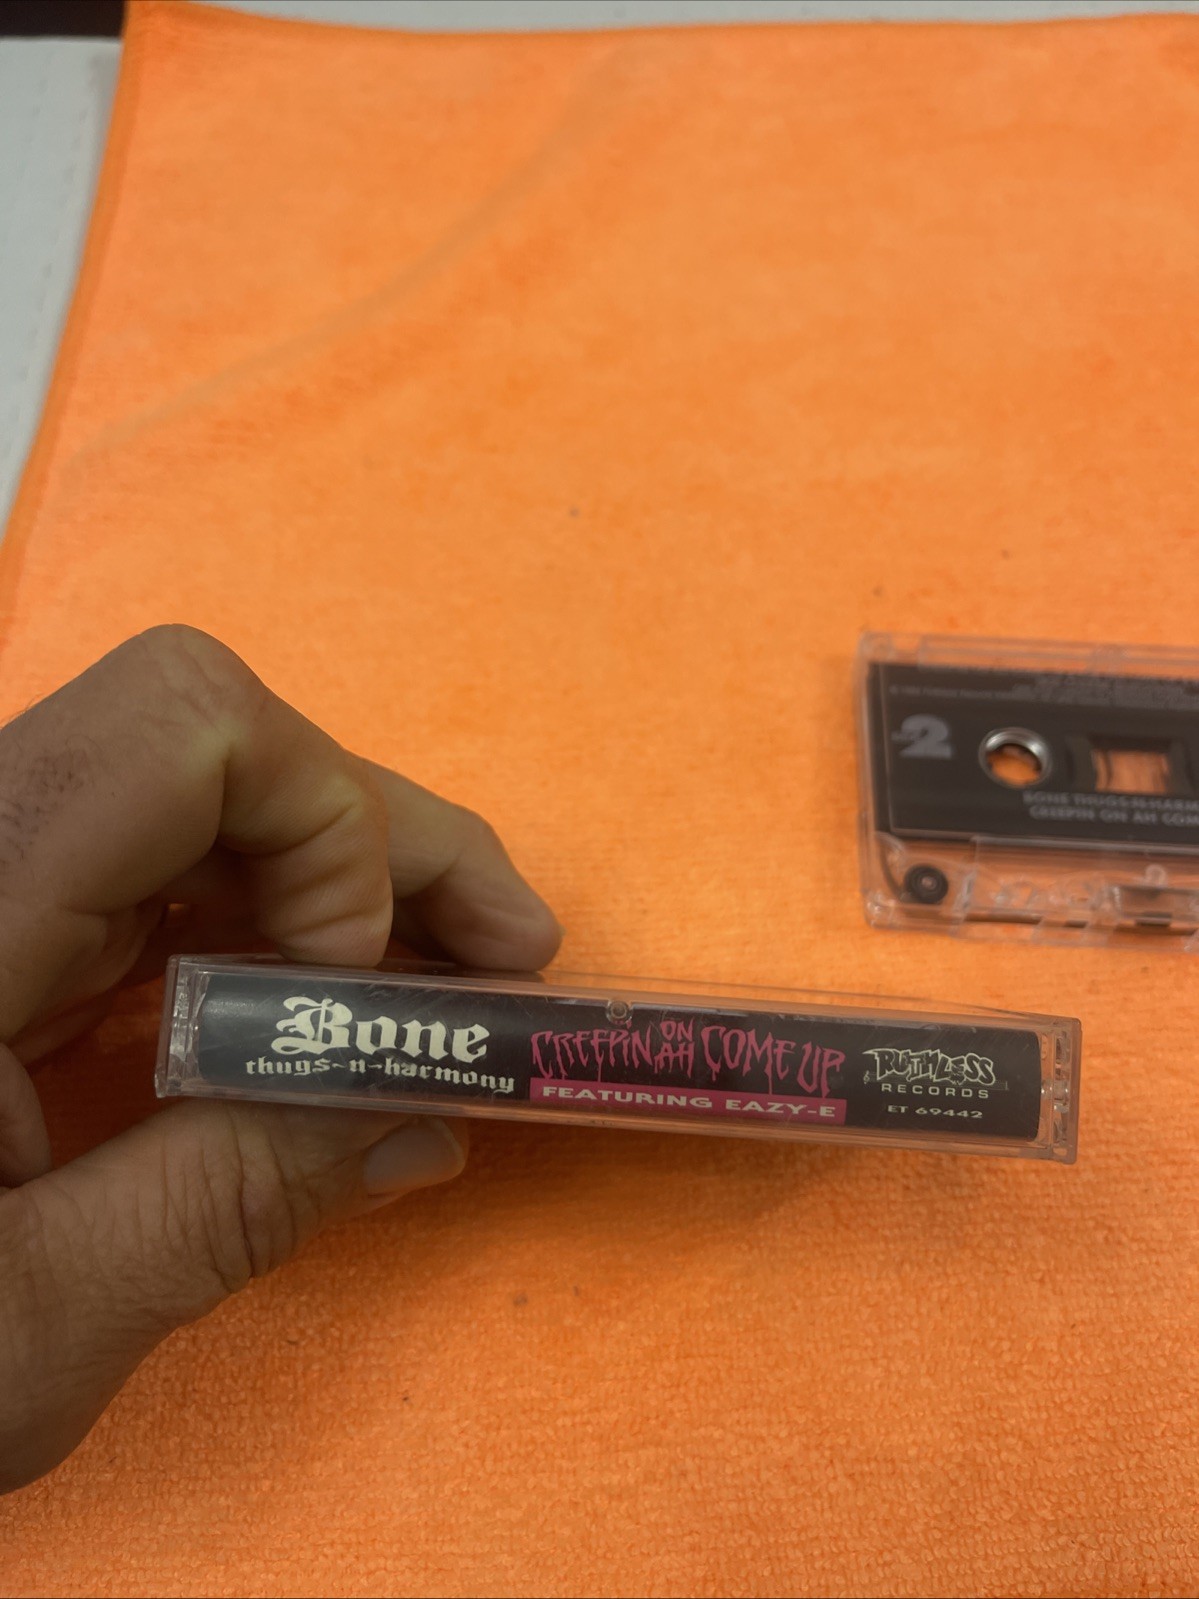 2
BONE THUGS-N-HARM
CREEPIN ON AH COM
Bone
thugs-n-harmony
CREEPIN ON AH COME UP
FEATURING EAZY-E
RUTHLESS
RECORDS
ET 69442